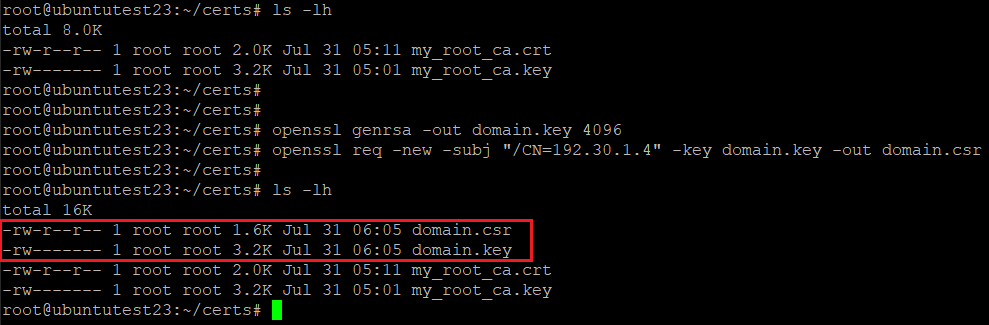 root@ubuntutest23:~/certs# ls -lh
total 8.0K
-rw-r--r-- 1 root root 2.0K Jul 31 05:11 my_root_ca.crt
-rw------- 1 root root 3.2K Jul 31 05:01 my_root_ca.key
root@ubuntutest23:~/certs#
root@ubuntutest23:~/certs#
root@ubuntutest23:~/certs# openssl genrsa -out domain.key 4096
root@ubuntutest23:~/certs# openssl req -new -subj "/CN=192.30.1.4" -key domain.key -out domain.csr
root@ubuntutest23:~/certs#
root@ubuntutest23:~/certs# ls -lh
total 16K
-rw-r--r-- 1 root root 1.6K Jul 31 06:05 domain.csr
-rw------- 1 root root 3.2K Jul 31 06:05 domain.key
-rw-r--r-- 1 root root 2.0K Jul 31 05:11 my_root_ca.crt
-rw------- 1 root root 3.2K Jul 31 05:01 my_root_ca.key
root@ubuntutest23:~/certs#